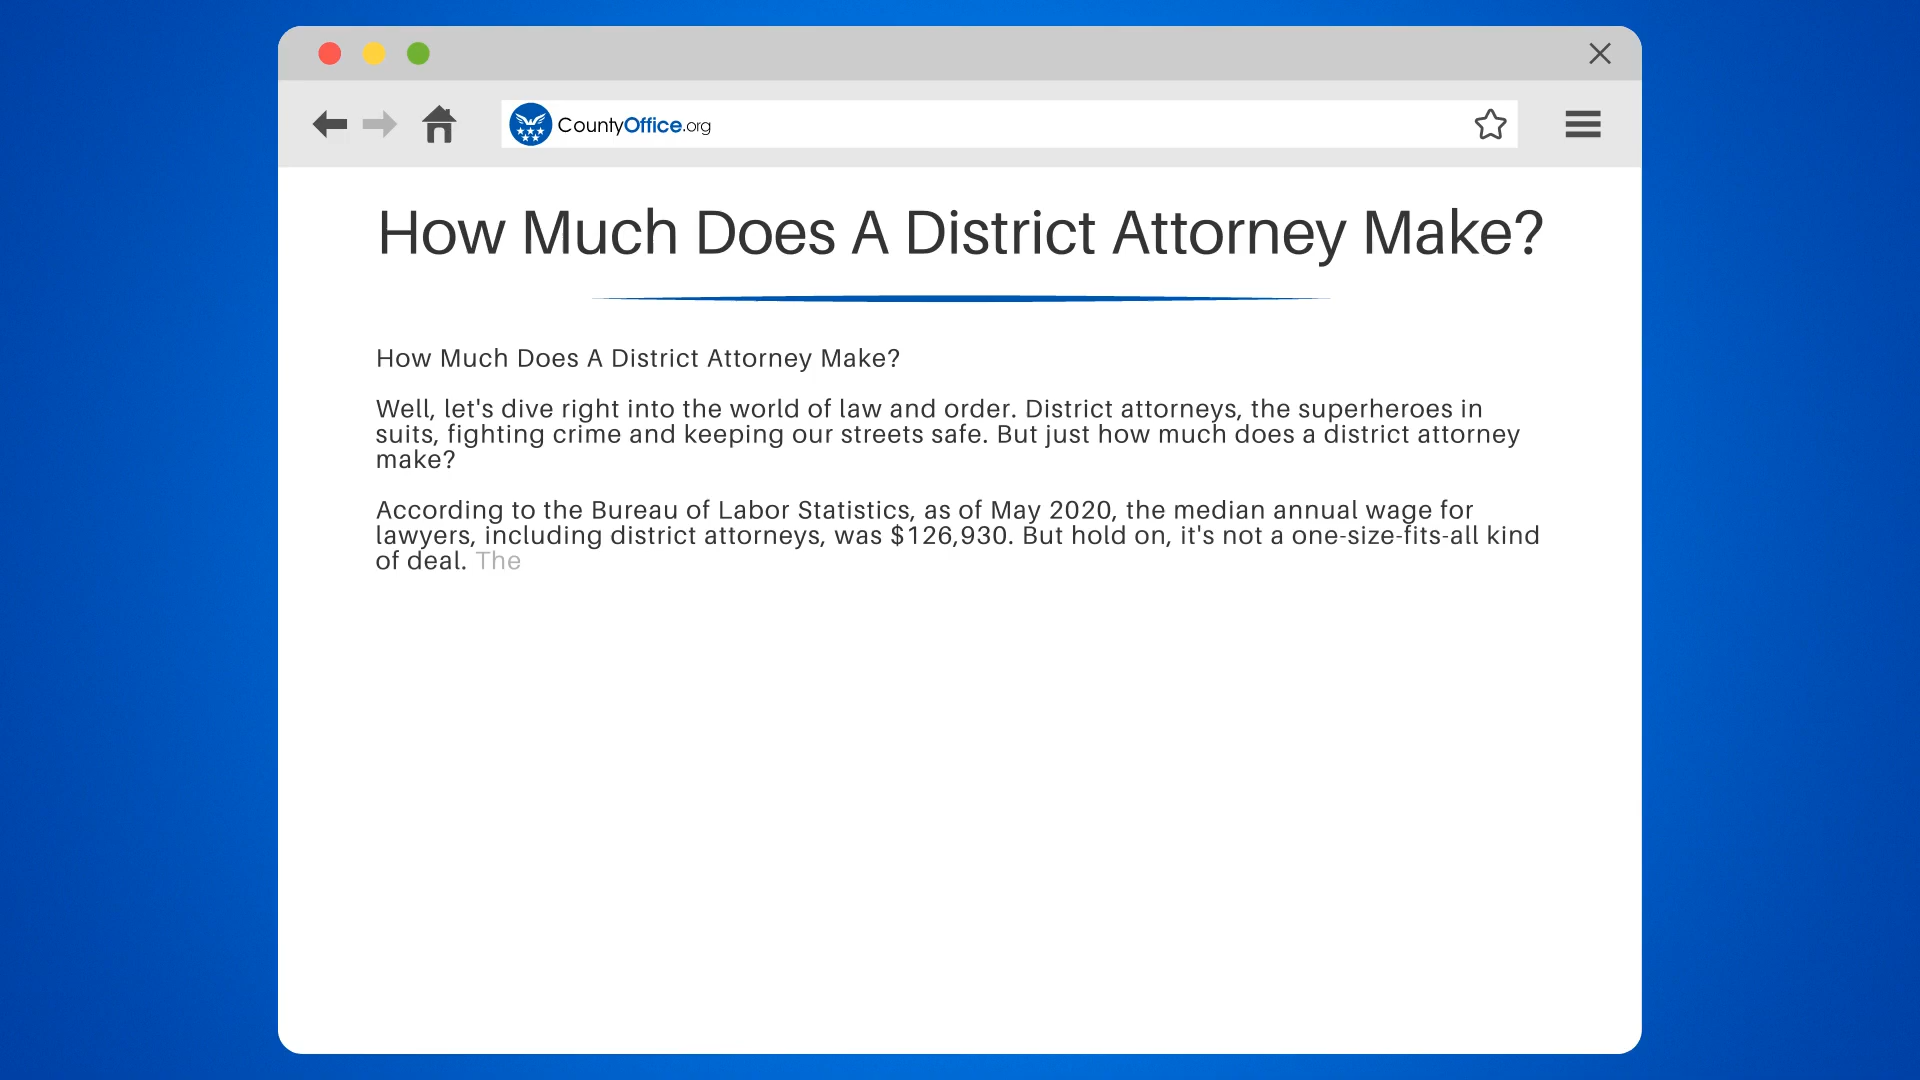 CountyOffice.org
How Much Does A District Attorney Make?
How Much Does A District Attorney Make?
Well, let's dive right into the world of law and order. District attorneys, the superheroes in
suits, fighting crime and keeping our streets safe. But just how much does a district attorney
make?
According to the Bureau of Labor Statistics, as of May 2020, the median annual wage for
lawyers, including district attorneys, was $126,930. But hold on, it's not a one-size-fits-all kind
of deal. The